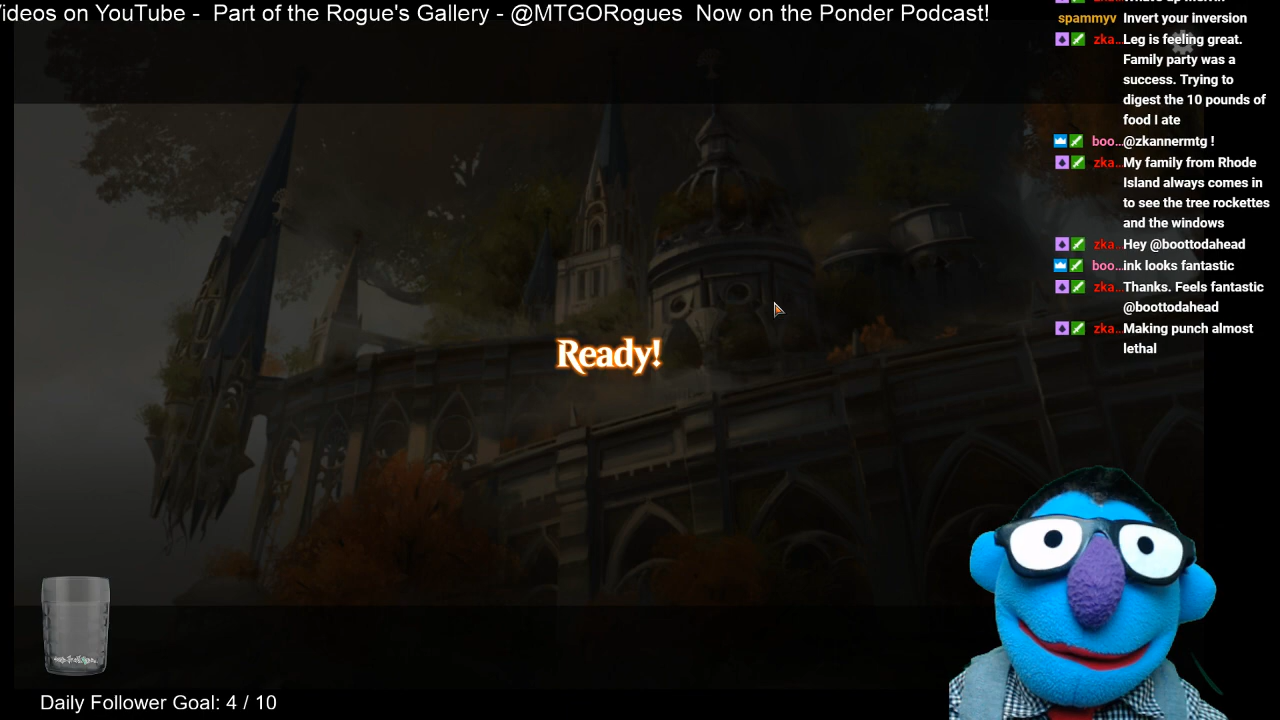 Videos on YouTube -  Part of the Rogue's Gallery - @MTGORogues  Now on the Ponder Podcast!
spammyv Invert your inversion
zka... Leg is feeling great.
Family party was a
success. Trying to
digest the 10 pounds of
food I ate
boo... @zkannermtg !
zka... My family from Rhode
Island always comes in
to see the tree rockettes
and the windows
zka... Hey @boottodahead
boo... ink looks fantastic
zka... Thanks. Feels fantastic
@boottodahead
zka... Making punch almost
lethal
Ready!
Daily Follower Goal: 4 / 10